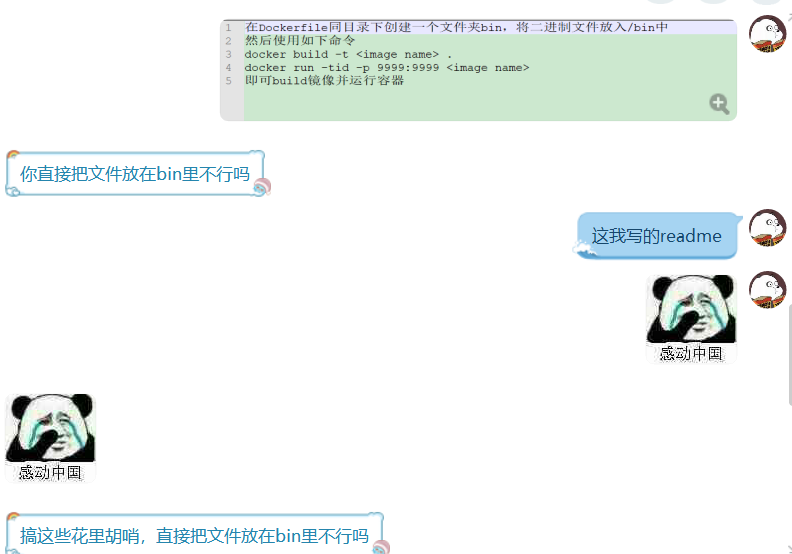 1 在Dockerfile同目录下创建一个文件夹bin，将二进制文件放入/bin中
2 然后使用如下命令
3 docker build -t <image name> .
4 docker run -tid -p 9999:9999 <image name>
5 即可build镜像并运行容器
你直接把文件放在bin里不行吗
这我写的readme
感动中国
感动中国
搞这些花里胡哨，直接把文件放在bin里不行吗